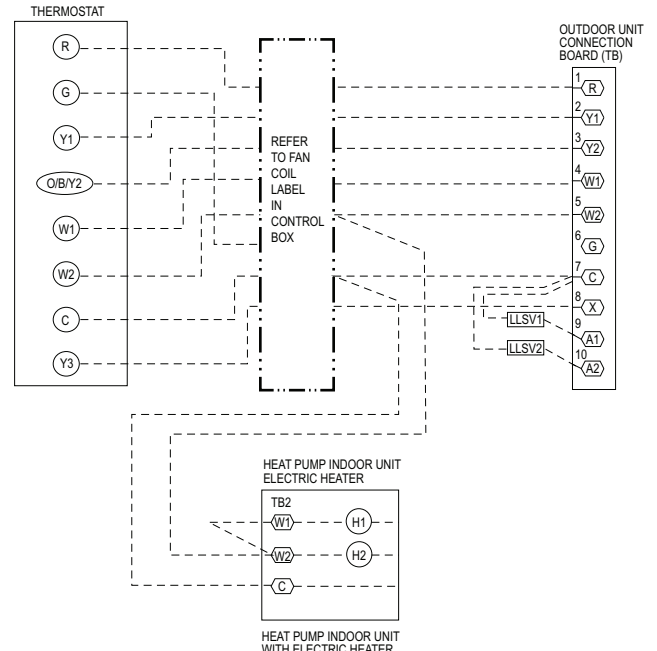 THERMOSTAT
R
G
Y1
O/B/Y2
W1
W2
C
Y3
REFER
TO FAN
COIL
LABEL
IN
CONTROL
BOX
OUTDOOR UNIT
CONNECTION
BOARD (TB)
1
R
2
Y1
3
Y2
4
W1
5
W2
6
G
7
C
8
X
9
A1
10
A2
LLSV1
LLSV2
HEAT PUMP INDOOR UNIT
ELECTRIC HEATER
TB2
W1
H1
W2
H2
C
HEAT PUMP INDOOR UNIT
WITH ELECTRIC HEATER